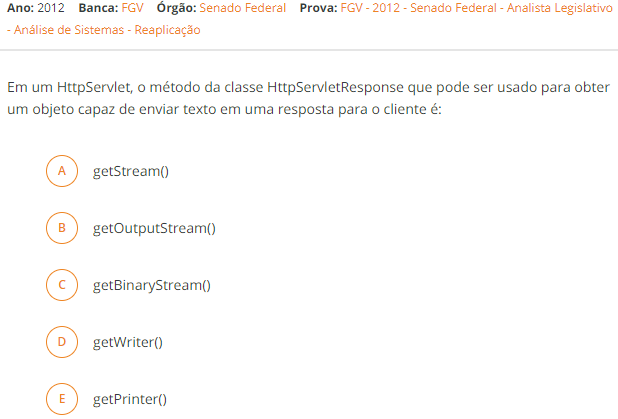 Ano: 2012 Banca: FGV Órgão: Senado Federal Prova: FGV - 2012 - Senado Federal - Analista Legislativo
- Análise de Sistemas - Reaplicação
Em um HttpServlet, o método da classe HttpServletResponse que pode ser usado para obter
um objeto capaz de enviar texto em uma resposta para o cliente é:
A getStream()
B getOutputStream()
C getBinaryStream()
D getWriter()
E getPrinter()